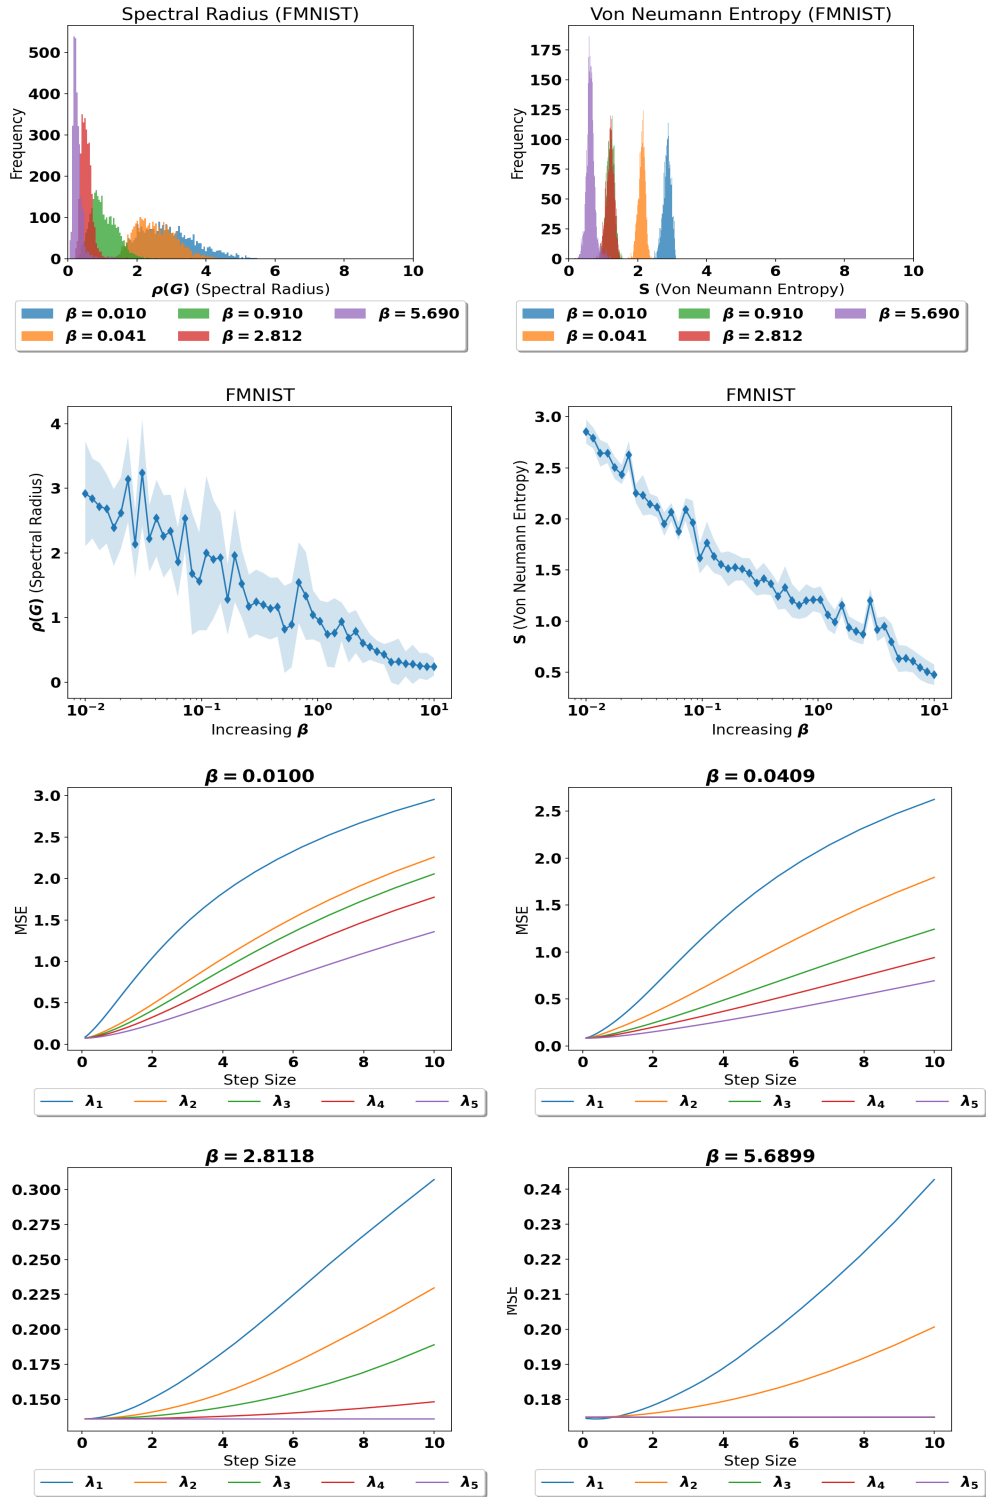 Spectral Radius (FMNIST)
Von Neumann Entropy (FMNIST)
Frequency
500
400
300
200
100
0
0 2 4 6 8 10
ρ(G) (Spectral Radius)
β = 0.010 β = 0.910 β = 5.690
β = 0.041 β = 2.812
Frequency
175
150
125
100
75
50
25
0
0 2 4 6 8 10
S (Von Neumann Entropy)
β = 0.010 β = 0.910 β = 5.690
β = 0.041 β = 2.812
FMNIST
ρ(G) (Spectral Radius)
4
3
2
1
0
10⁻² 10⁻¹ 10⁰ 10¹
Increasing β
FMNIST
S (Von Neumann Entropy)
3.0
2.5
2.0
1.5
1.0
0.5
10⁻² 10⁻¹ 10⁰ 10¹
Increasing β
β = 0.0100
MSE
3.0
2.5
2.0
1.5
1.0
0.5
0.0
0 2 4 6 8 10
Step Size
λ₁ λ₂ λ₃ λ₄ λ₅
β = 0.0409
MSE
2.5
2.0
1.5
1.0
0.5
0.0
0 2 4 6 8 10
Step Size
λ₁ λ₂ λ₃ λ₄ λ₅
β = 2.8118
0.300
0.275
0.250
0.225
0.200
0.175
0.150
0 2 4 6 8 10
Step Size
λ₁ λ₂ λ₃ λ₄ λ₅
β = 5.6899
MSE
0.24
0.23
0.22
0.21
0.20
0.19
0.18
0 2 4 6 8 10
Step Size
λ₁ λ₂ λ₃ λ₄ λ₅